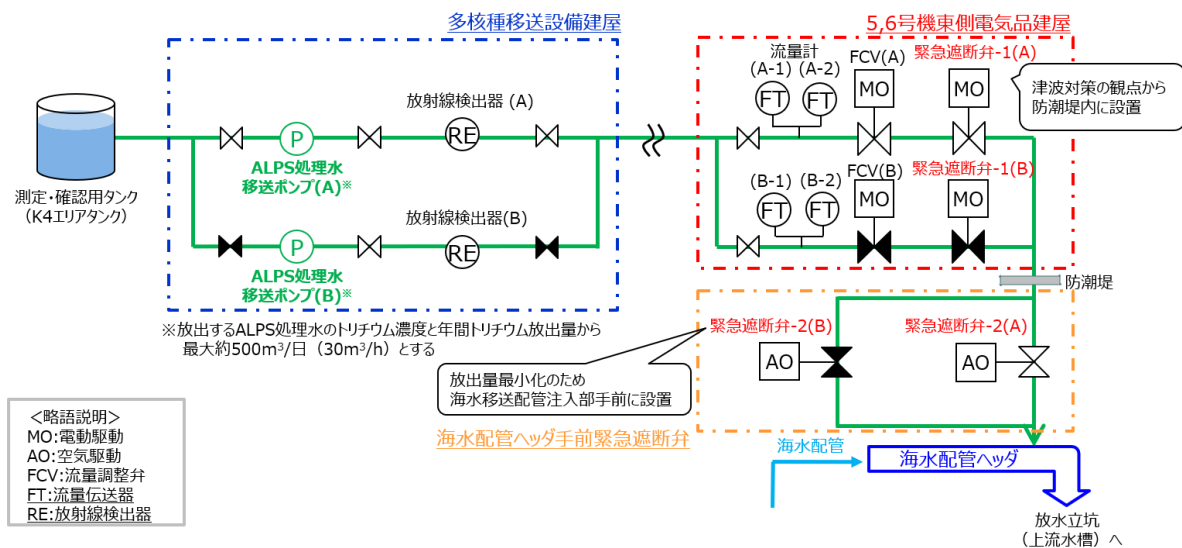 多核種移送設備建屋
5,6号機東側電気品建屋
流量計
(A-1) (A-2)
FCV(A)
緊急遮断弁-1(A)
FT
FT
MO
MO
津波対策の観点から
防潮堤内に設置
放射線検出器 (A)
P
RE
ALPS処理水
移送ポンプ(A)※
測定・確認用タンク
(K4エリアタンク)
(B-1) (B-2)
FCV(B)
緊急遮断弁-1(B)
FT
FT
MO
MO
放射線検出器(B)
P
RE
ALPS処理水
移送ポンプ(B)※
防潮堤
※放出するALPS処理水のトリチウム濃度と年間トリチウム放出量から
最大約500m³/日（30m³/h）とする
緊急遮断弁-2(B)
緊急遮断弁-2(A)
AO
AO
放出量最小化のため
海水移送配管注入部手前に設置
海水配管ヘッダ手前緊急遮断弁
<略語説明>
MO:電動駆動
AO:空気駆動
FCV:流量調整弁
FT:流量伝送器
RE:放射線検出器
海水配管
海水配管ヘッダ
放水立坑
（上流水槽）へ